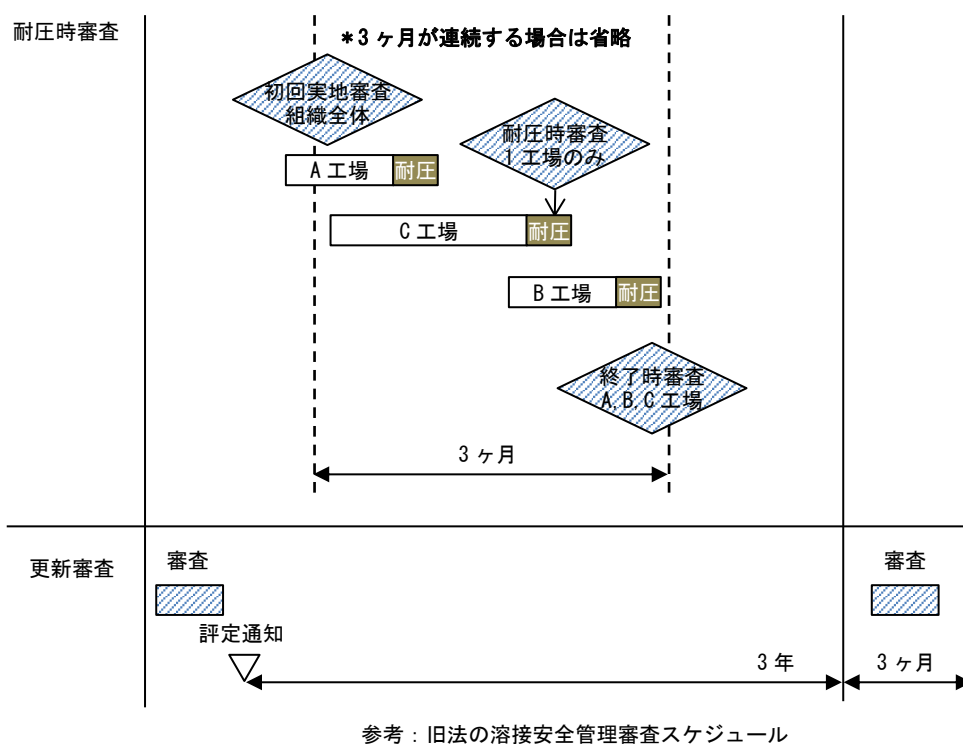 耐圧時審査
*3ヶ月が連続する場合は省略
初回実地審査
組織全体
耐圧時審査
1工場のみ
A工場
耐圧
C工場
耐圧
B工場
耐圧
終了時審査
A,B,C工場
3ヶ月
更新審査
審査
審査
評定通知
3年
3ヶ月
参考：旧法の溶接安全管理審査スケジュール